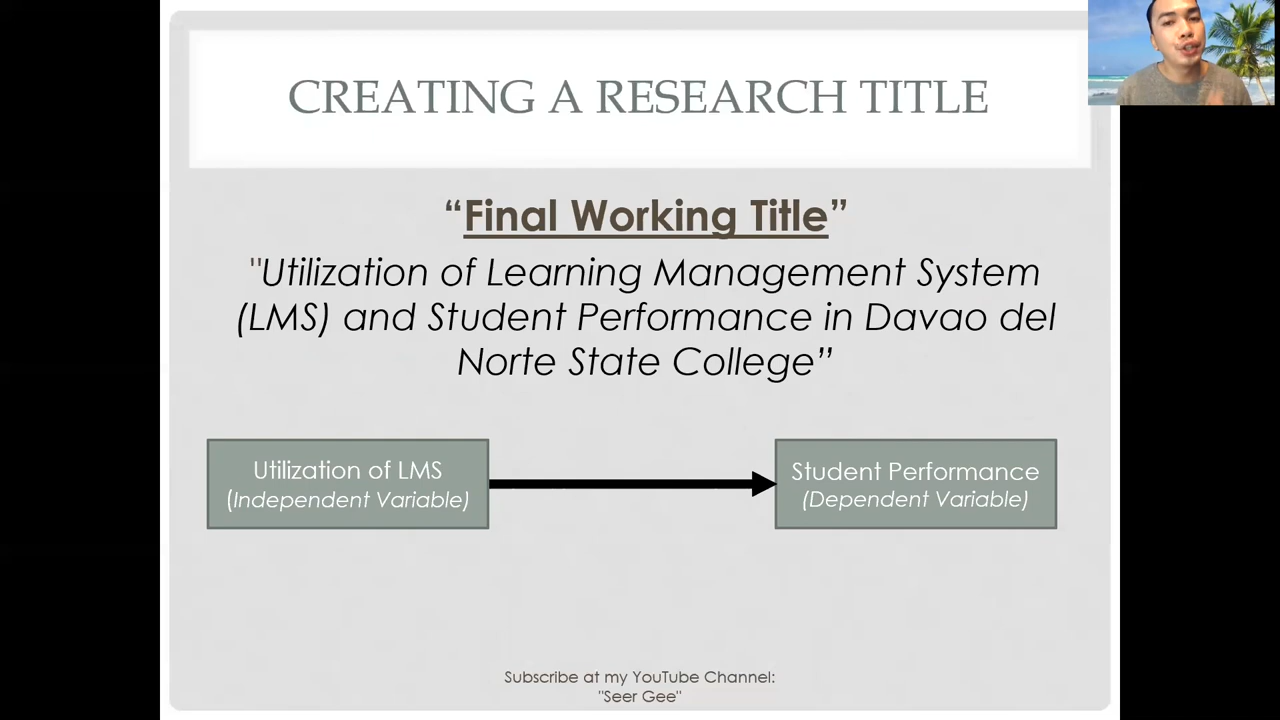 CREATING A RESEARCH TITLE
“Final Working Title”
"Utilization of Learning Management System
(LMS) and Student Performance in Davao del
Norte State College”
Utilization of LMS
(Independent Variable)
Student Performance
(Dependent Variable)
Subscribe at my YouTube Channel:
"Seer Gee"